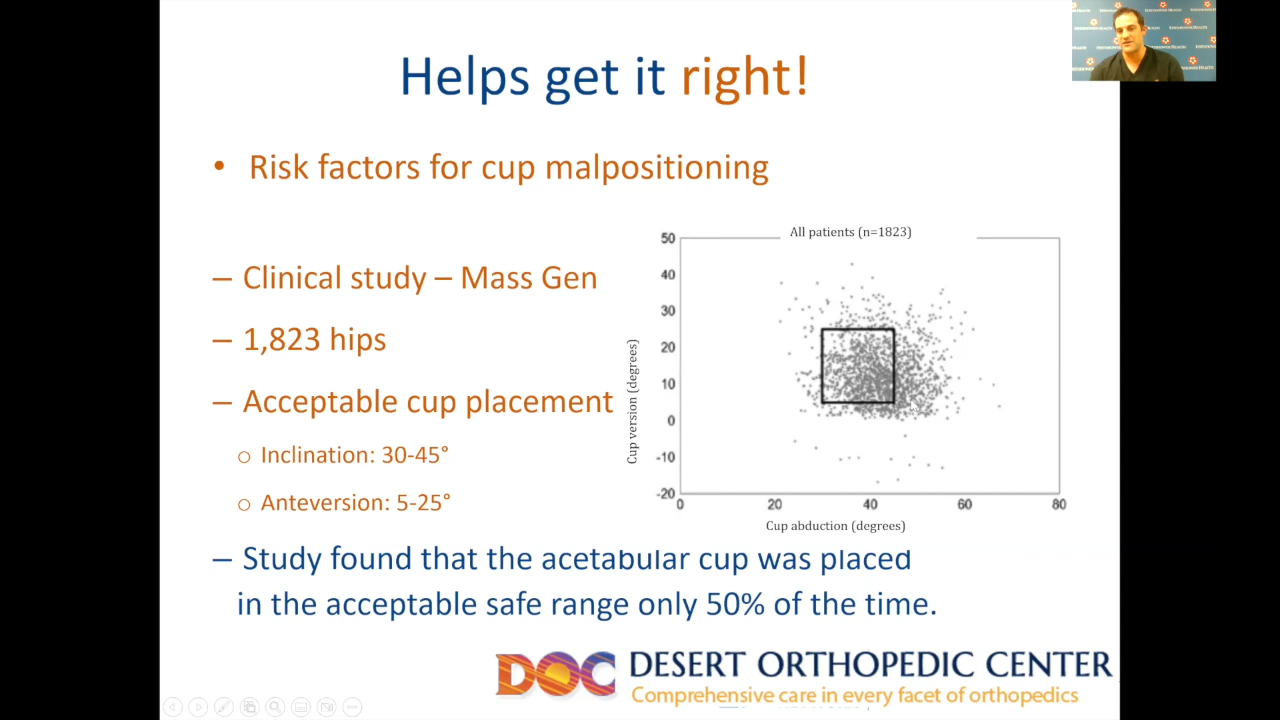 Helps get it right!
• Risk factors for cup malpositioning
– Clinical study – Mass Gen
– 1,823 hips
– Acceptable cup placement
o Inclination: 30-45°
o Anteversion: 5-25°
All patients (n=1823)
50
40
30
20
10
0
-10
-20
Cup version (degrees)
0 20 40 60 80
Cup abduction (degrees)
– Study found that the acetabular cup was placed
in the acceptable safe range only 50% of the time.
DOC
DESERT ORTHOPEDIC CENTER
Comprehensive care in every facet of orthopedics